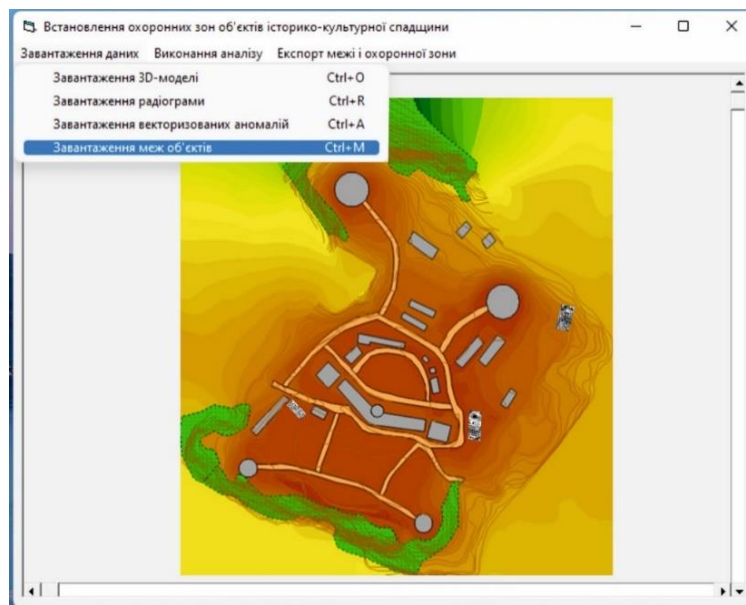 Встановлення охоронних зон об'єктів історико-культурної спадщини
Завантаження даних Виконання аналізу Експорт межі і охоронної зони
Завантаження 3D-моделі Ctrl+O
Завантаження радіограми Ctrl+R
Завантаження векторизованих аномалій Ctrl+A
Завантаження меж об'єктів Ctrl+M